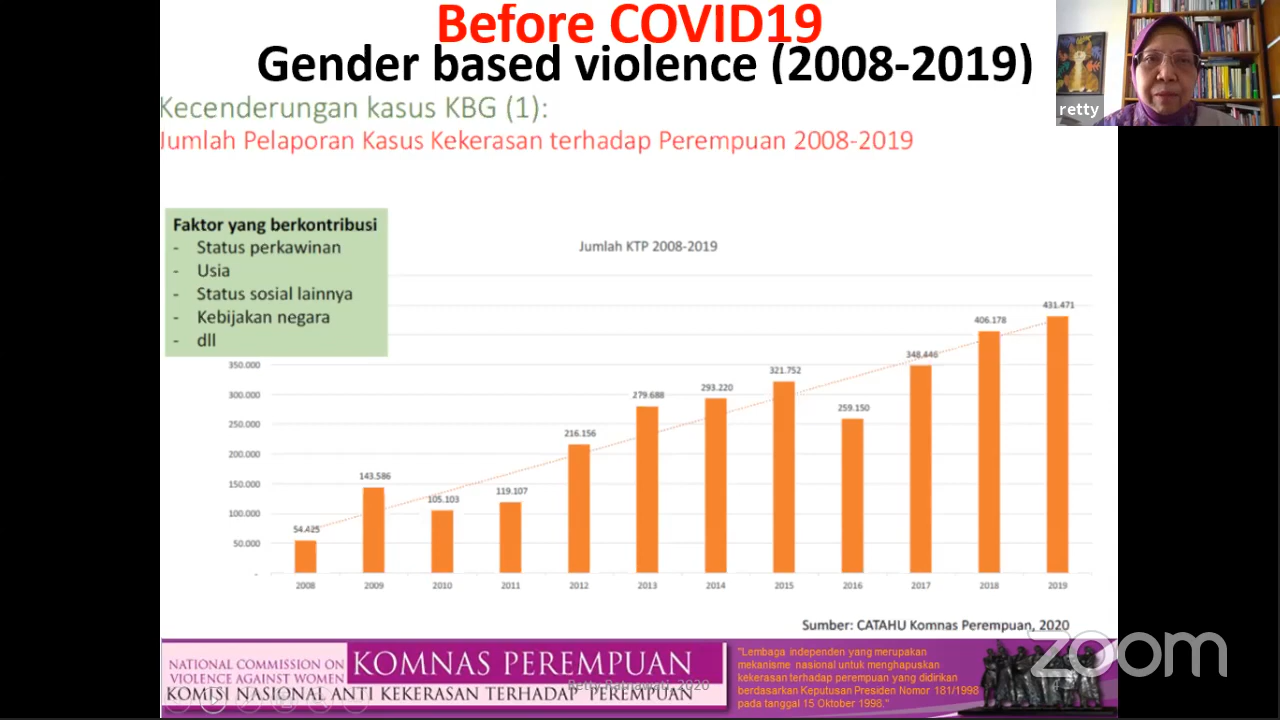 Before COVID19
Gender based violence (2008-2019)
retty
Kecenderungan kasus KBG (1):
Jumlah Pelaporan Kasus Kekerasan terhadap Perempuan 2008-2019
Faktor yang berkontribusi
- Status perkawinan
- Usia
- Status sosial lainnya
- Kebijakan negara
- dll
Jumlah KTP 2008-2019
350.000
300.000
250.000
200.000
150.000
100.000
50.000
-
54.425
143.586
105.103
119.107
216.156
279.688
293.220
321.752
259.150
348.446
406.178
431.471
2008 2009 2010 2011 2012 2013 2014 2015 2016 2017 2018 2019
Sumber: CATAHU Komnas Perempuan, 2020
NATIONAL COMMISSION ON
VIOLENCE AGAINST WOMEN
KOMNAS PEREMPUAN
KOMISI NASIONAL ANTI KEKERASAN TERHADAP PEREMPUAN
Retty Ratnawati, 2020
"Lembaga independen yang merupakan
mekanisme nasional untuk menghapuskan
kekerasan terhadap perempuan yang didirikan
berdasarkan Keputusan Presiden Nomor 181/1998
pada tanggal 15 Oktober 1998."
zoom